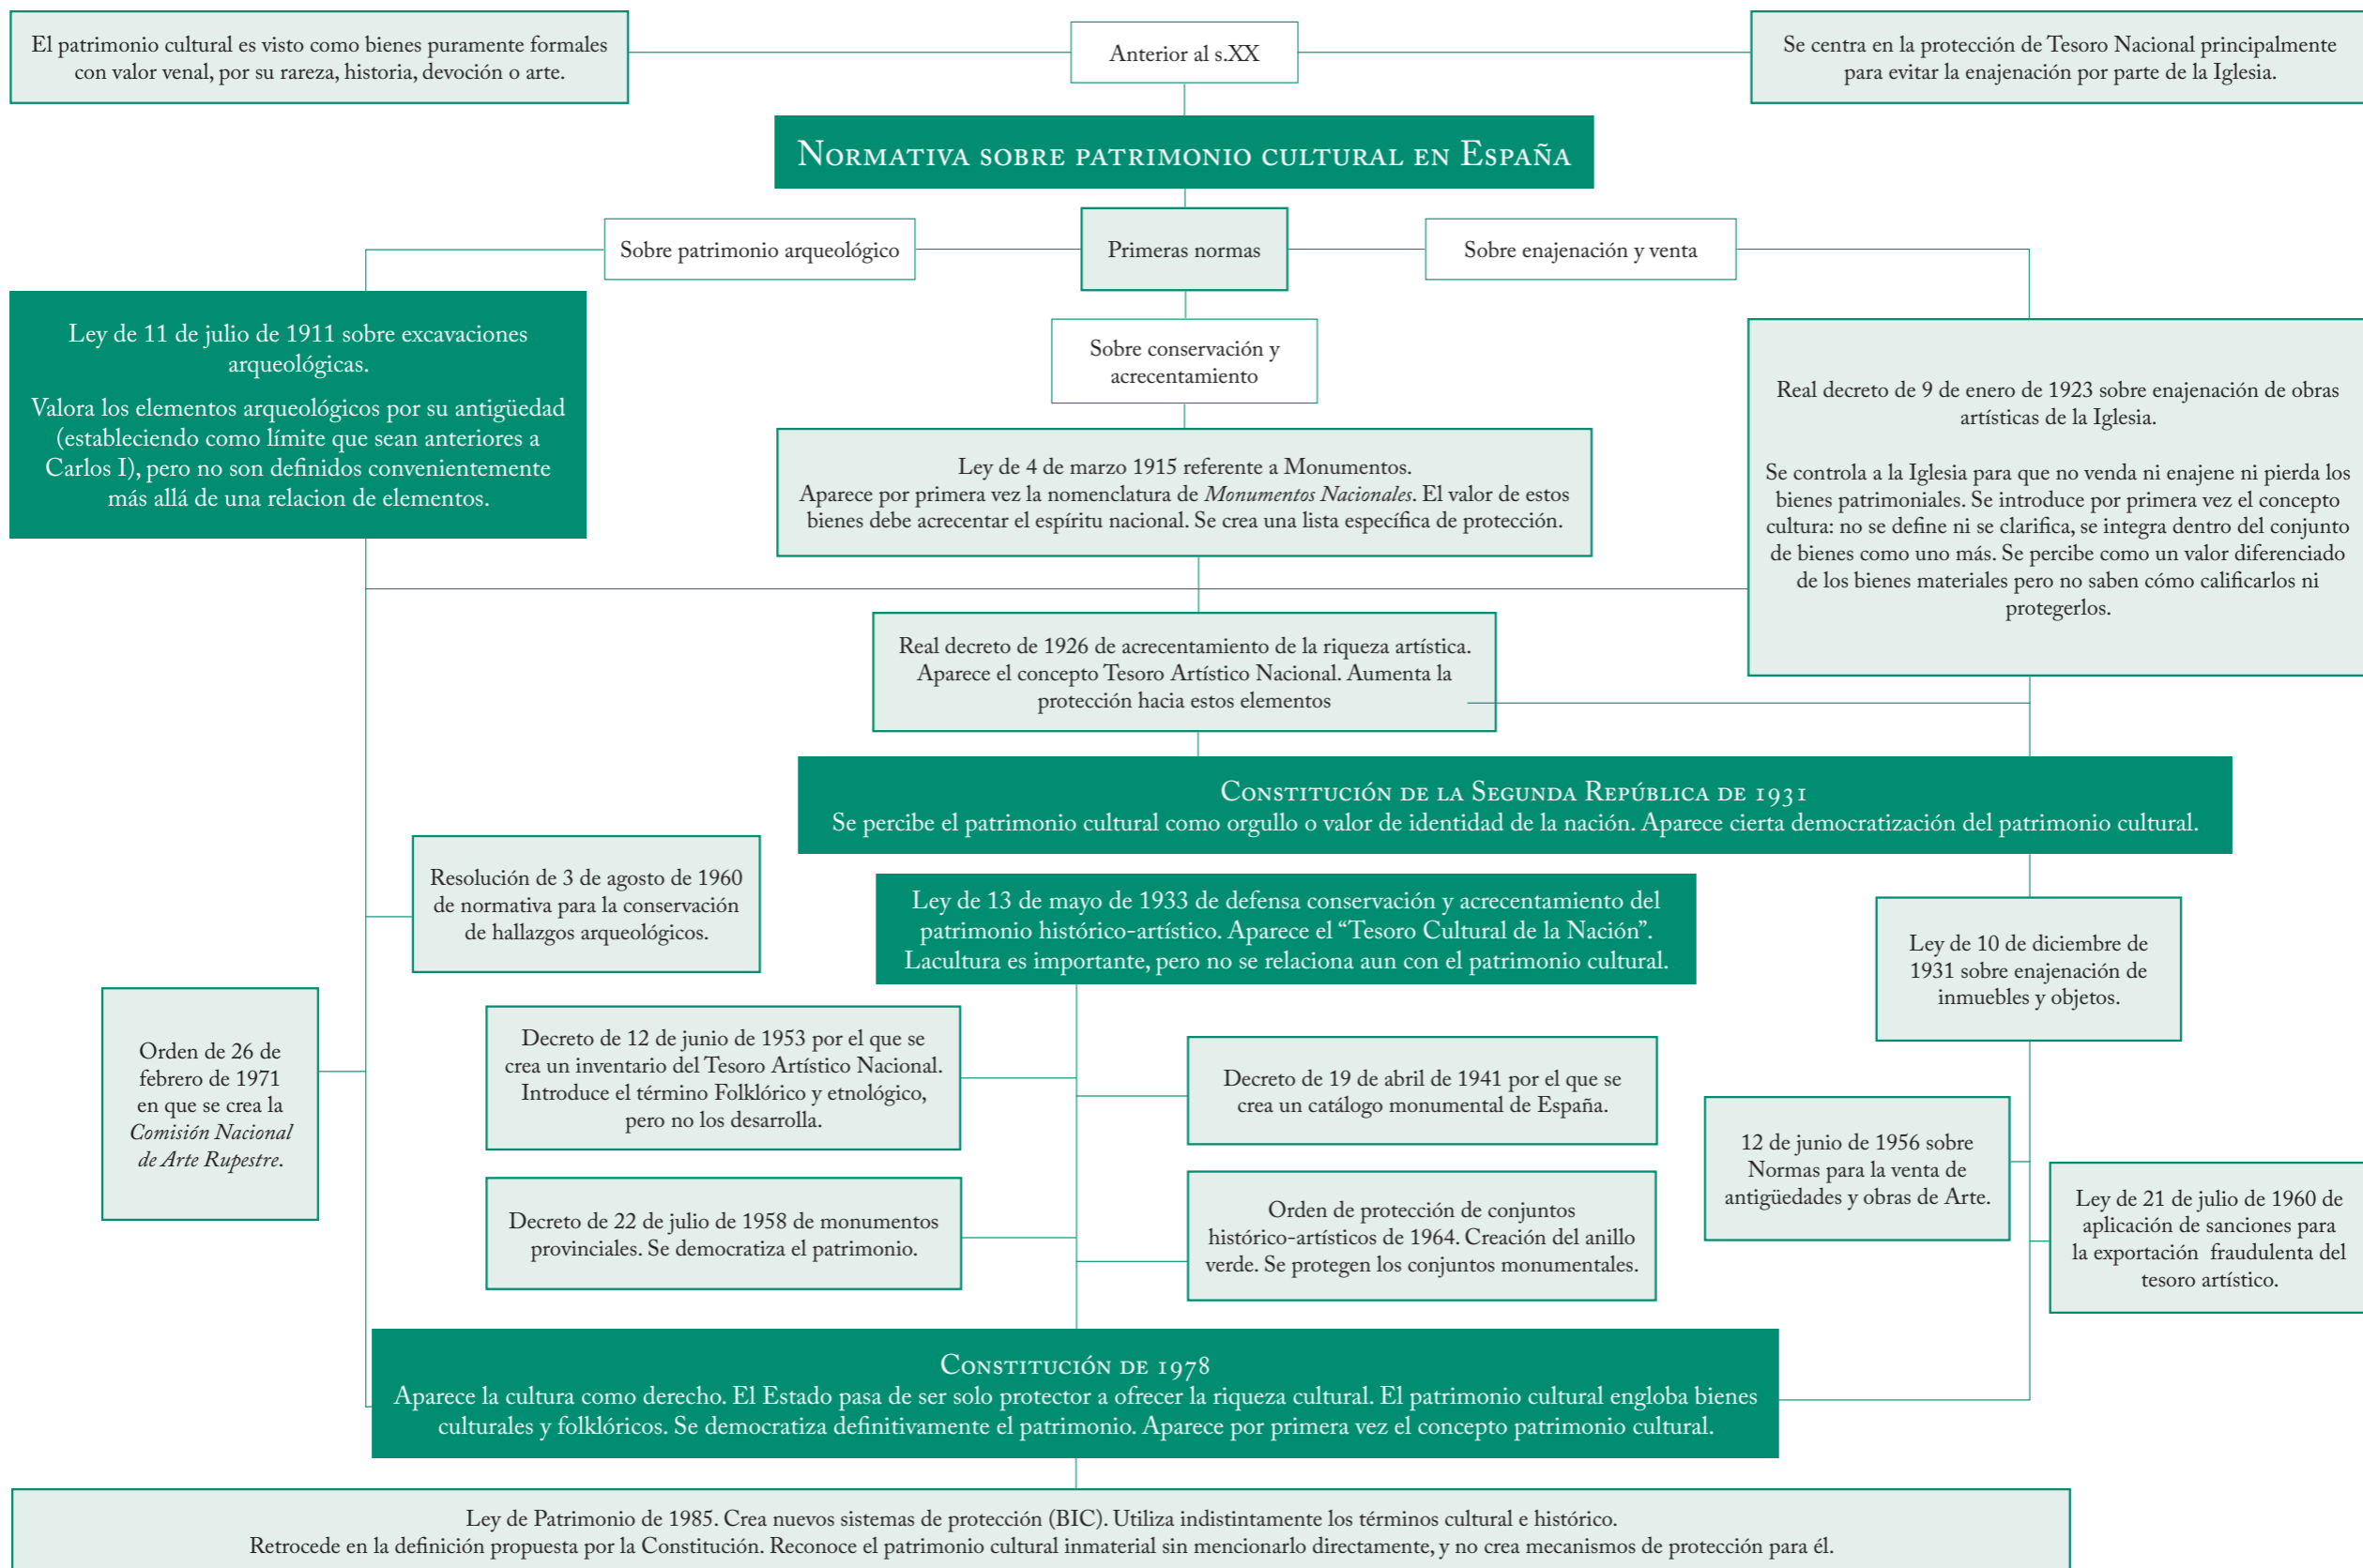 El patrimonio cultural es visto como bienes puramente formales
con valor venal, por su rareza, historia, devoción o arte.
Anterior al s.XX
Se centra en la protección de Tesoro Nacional principalmente
para evitar la enajenación por parte de la Iglesia.
Normativa sobre patrimonio cultural en España
Sobre patrimonio arqueológico
Primeras normas
Sobre enajenación y venta
Ley de 11 de julio de 1911 sobre excavaciones
arqueológicas.
Valora los elementos arqueológicos por su antigüedad
(estableciendo como límite que sean anteriores a
Carlos I), pero no son definidos convenientemente
más allá de una relacion de elementos.
Sobre conservación y
acrecentamiento
Ley de 4 de marzo 1915 referente a Monumentos.
Aparece por primera vez la nomenclatura de Monumentos Nacionales. El valor de estos
bienes debe acrecentar el espíritu nacional. Se crea una lista específica de protección.
Real decreto de 9 de enero de 1923 sobre enajenación de obras
artísticas de la Iglesia.
Se controla a la Iglesia para que no venda ni enajene ni pierda los
bienes patrimoniales. Se introduce por primera vez el concepto
cultura: no se define ni se clarifica, se integra dentro del conjunto
de bienes como uno más. Se percibe como un valor diferenciado
de los bienes materiales pero no saben cómo calificarlos ni
protegerlos.
Real decreto de 1926 de acrecentamiento de la riqueza artística.
Aparece el concepto Tesoro Artístico Nacional. Aumenta la
protección hacia estos elementos
Constitución de la Segunda República de 1931
Se percibe el patrimonio cultural como orgullo o valor de identidad de la nación. Aparece cierta democratización del patrimonio cultural.
Resolución de 3 de agosto de 1960
de normativa para la conservación
de hallazgos arqueológicos.
Ley de 13 de mayo de 1933 de defensa conservación y acrecentamiento del
patrimonio histórico-artístico. Aparece el “Tesoro Cultural de la Nación”.
Lacultura es importante, pero no se relaciona aun con el patrimonio cultural.
Ley de 10 de diciembre de
1931 sobre enajenación de
inmuebles y objetos.
Orden de 26 de
febrero de 1971
en que se crea la
Comisión Nacional
de Arte Rupestre.
Decreto de 12 de junio de 1953 por el que se
crea un inventario del Tesoro Artístico Nacional.
Introduce el término Folklórico y etnológico,
pero no los desarrolla.
Decreto de 19 de abril de 1941 por el que se
crea un catálogo monumental de España.
12 de junio de 1956 sobre
Normas para la venta de
antigüedades y obras de Arte.
Decreto de 22 de julio de 1958 de monumentos
provinciales. Se democratiza el patrimonio.
Orden de protección de conjuntos
histórico-artísticos de 1964. Creación del anillo
verde. Se protegen los conjuntos monumentales.
Ley de 21 de julio de 1960 de
aplicación de sanciones para
la exportación fraudulenta del
tesoro artístico.
Constitución de 1978
Aparece la cultura como derecho. El Estado pasa de ser solo protector a ofrecer la riqueza cultural. El patrimonio cultural engloba bienes
culturales y folklóricos. Se democratiza definitivamente el patrimonio. Aparece por primera vez el concepto patrimonio cultural.
Ley de Patrimonio de 1985. Crea nuevos sistemas de protección (BIC). Utiliza indistintamente los términos cultural e histórico.
Retrocede en la definición propuesta por la Constitución. Reconoce el patrimonio cultural inmaterial sin mencionarlo directamente, y no crea mecanismos de protección para él.